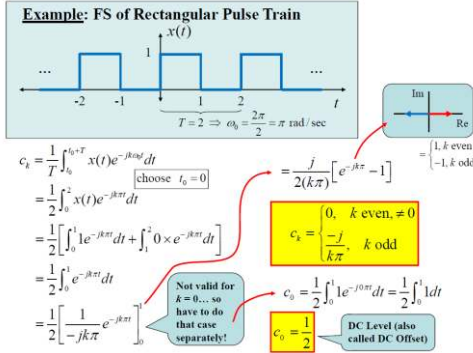 Example: FS of Rectangular Pulse Train
x(t)
1
... ...
-2 -1 1 2 t
T = 2 ⇒ ω₀ = 2π/2 = π rad/sec
Im
Re
= {1, k even
−1, k odd
c_k = 1/T ∫_{t₀}^{t₀+T} x(t)e^{−jkω₀t}dt
choose t₀ = 0
= 1/2 ∫_0^2 x(t)e^{−jkπt}dt
= 1/2 [∫_0^1 1e^{−jkπt}dt + ∫_1^2 0×e^{−jkπt}dt]
= 1/2 ∫_0^1 e^{−jkπt}dt
= 1/2 [1/(−jkπ) e^{−jkπt}]_0^1
Not valid for
k = 0… so
have to do
that case
separately!
= j/(2(kπ)) [e^{−jkπ} −1]
c_k = {0, k even, ≠ 0
−j/(kπ), k odd
c₀ = 1/2 ∫_0^1 1e^{−j0πt}dt = 1/2 ∫_0^1 1dt
c₀ = 1/2
DC Level (also
called DC Offset)